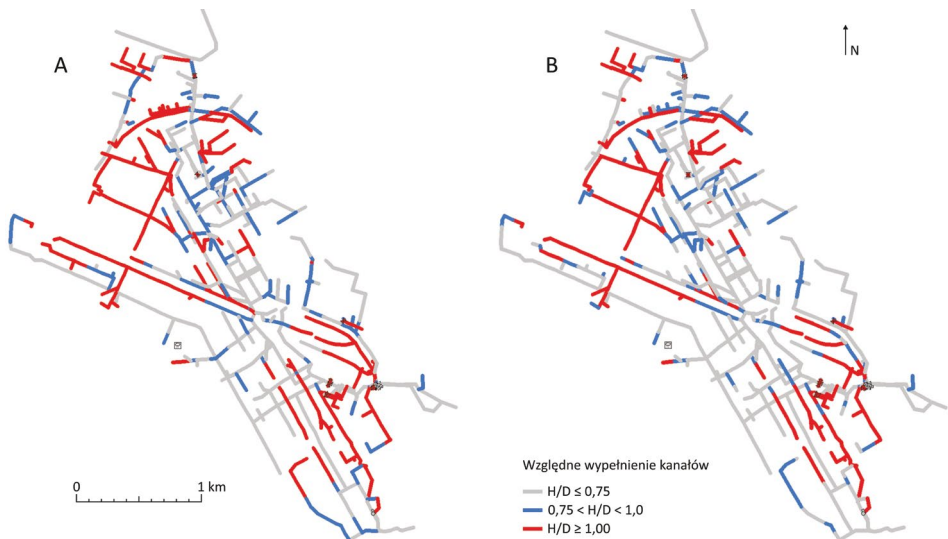 A
B
N
Względne wypełnienie kanałów
H/D ≤ 0,75
0,75 < H/D < 1,0
H/D ≥ 1,00
0 1 km